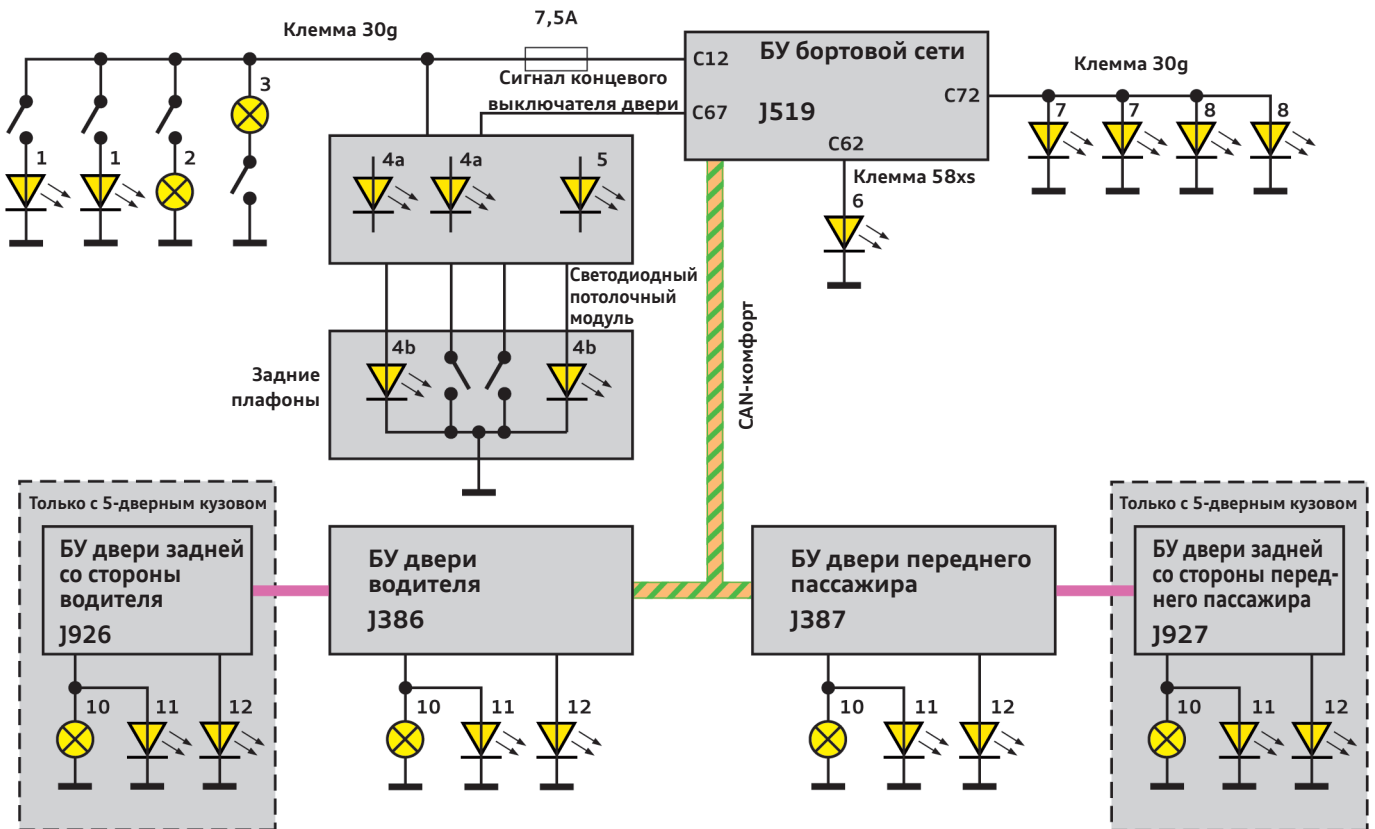 7,5A
Клемма 30g
C12
БУ бортовой сети
Клемма 30g
3
Сигнал концевого
выключателя двери
C67
J519
C72
C62
7
7
8
8
1
1
2
4a
4a
5
Клемма 58xs
6
Светодиодный
потолочный
модуль
4b
4b
Задние
плафоны
CAN-комфорт
Только с 5-дверным кузовом
БУ двери задней
со стороны
водителя
J926
БУ двери
водителя
J386
БУ двери переднего
пассажира
J387
Только с 5-дверным кузовом
БУ двери задней
со стороны перед-
него пассажира
J927
10
11
12
10
11
12
10
11
12
10
11
12